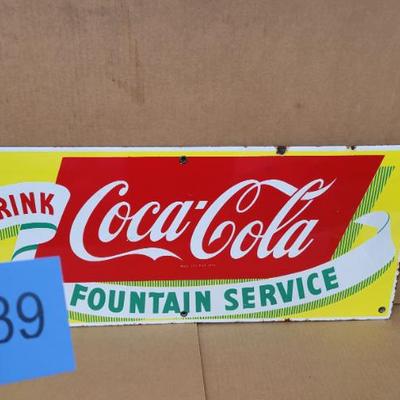 RINK
Coca-Cola
FOUNTAIN SERVICE
39